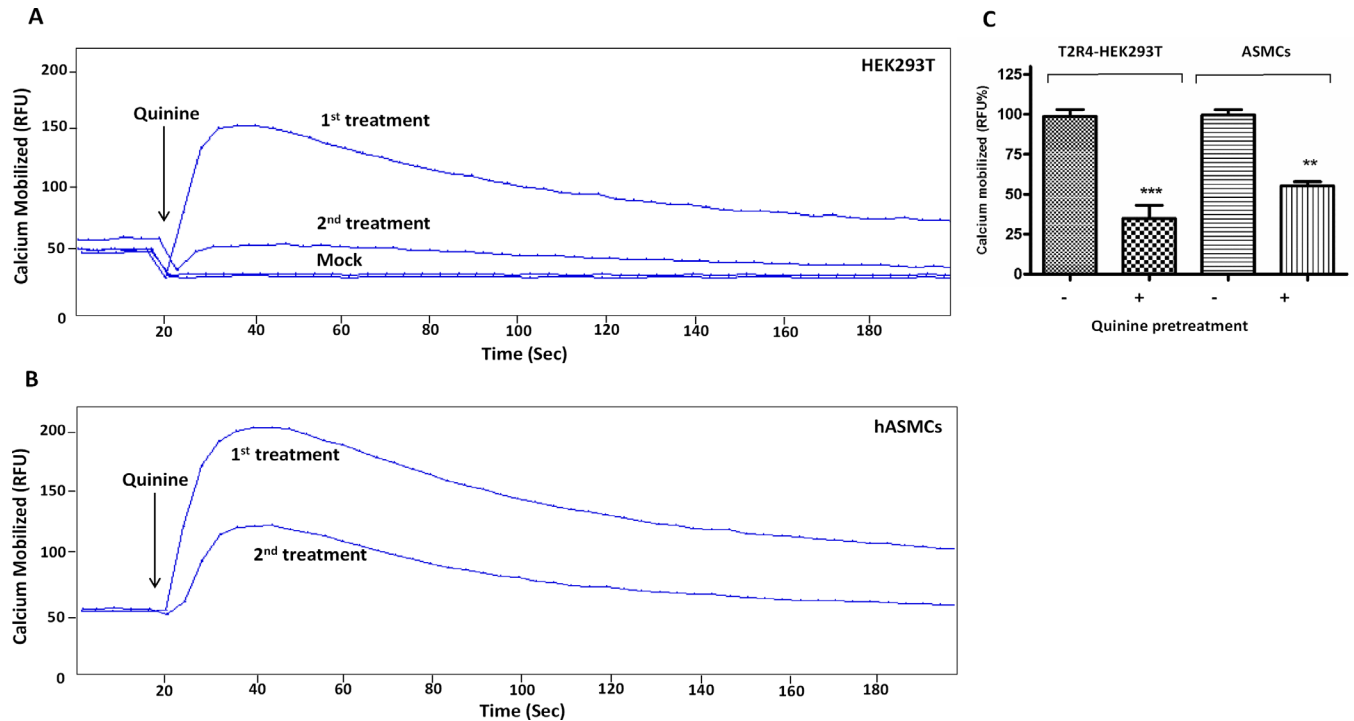 A
HEK293T
Calcium Mobilized (RFU)
200
150
100
50
0
Quinine
1st treatment
2nd treatment
Mock
20 40 60 80 100 120 140 160 180
Time (Sec)
B
hASMCs
Calcium Mobilized (RFU)
200
150
100
50
0
Quinine
1st treatment
2nd treatment
20 40 60 80 100 120 140 160 180
Time (Sec)
C
T2R4-HEK293T ASMCs
Calcium mobilized (RFU%)
125
100
75
50
25
0
***
**
- + - +
Quinine pretreatment